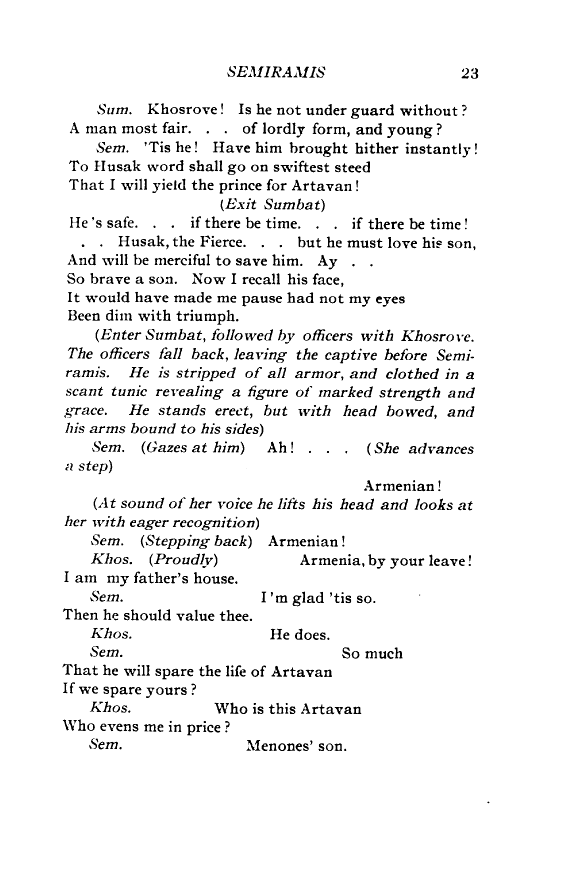 SEMIRAMIS 23
Sum. Khosrove! Is he not under guard without?
A man most fair. . . of lordly form, and young?
Sem. 'Tis he! Have him brought hither instantly!
To Husak word shall go on swiftest steed
That I will yield the prince for Artavan!
(Exit Sumbat)
He's safe. . . if there be time. . . if there be time!
. . Husak, the Fierce. . . but he must love his son,
And will be merciful to save him. Ay . .
So brave a son. Now I recall his face,
It would have made me pause had not my eyes
Been dim with triumph.
(Enter Sumbat, followed by officers with Khosrove.
The officers fall back, leaving the captive before Semi-
ramis. He is stripped of all armor, and clothed in a
scant tunic revealing a figure of marked strength and
grace. He stands erect, but with head bowed, and
his arms bound to his sides)
Sem. (Gazes at him) Ah! . . . (She advances
a step)
Armenian!
(At sound of her voice he lifts his head and looks at
her with eager recognition)
Sem. (Stepping back) Armenian!
Khos. (Proudly) Armenia, by your leave!
I am my father's house.
Sem. I'm glad 'tis so.
Then he should value thee.
Khos. He does.
Sem. So much
That he will spare the life of Artavan
If we spare yours?
Khos. Who is this Artavan
Who evens me in price?
Sem. Menones' son.